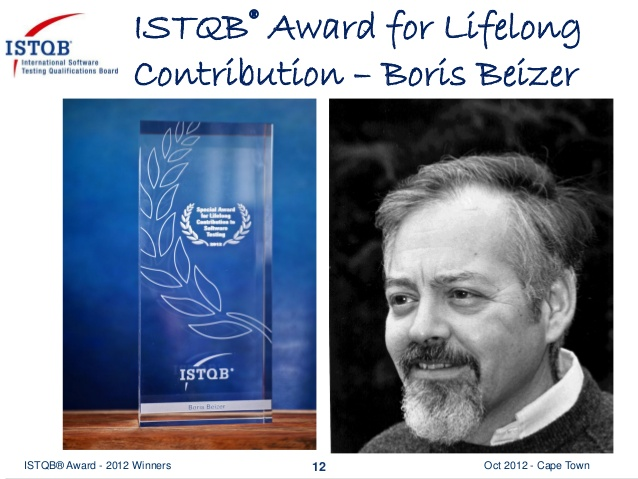 ISTQB® Award for Lifelong
Contribution – Boris Beizer
ISTQB®
International Software
Testing Qualifications Board
Special Award
for Lifelong
Contribution to
Software
Testing
2012
ISTQB®
Boris Beizer
ISTQB® Award - 2012 Winners
12
Oct 2012 - Cape Town